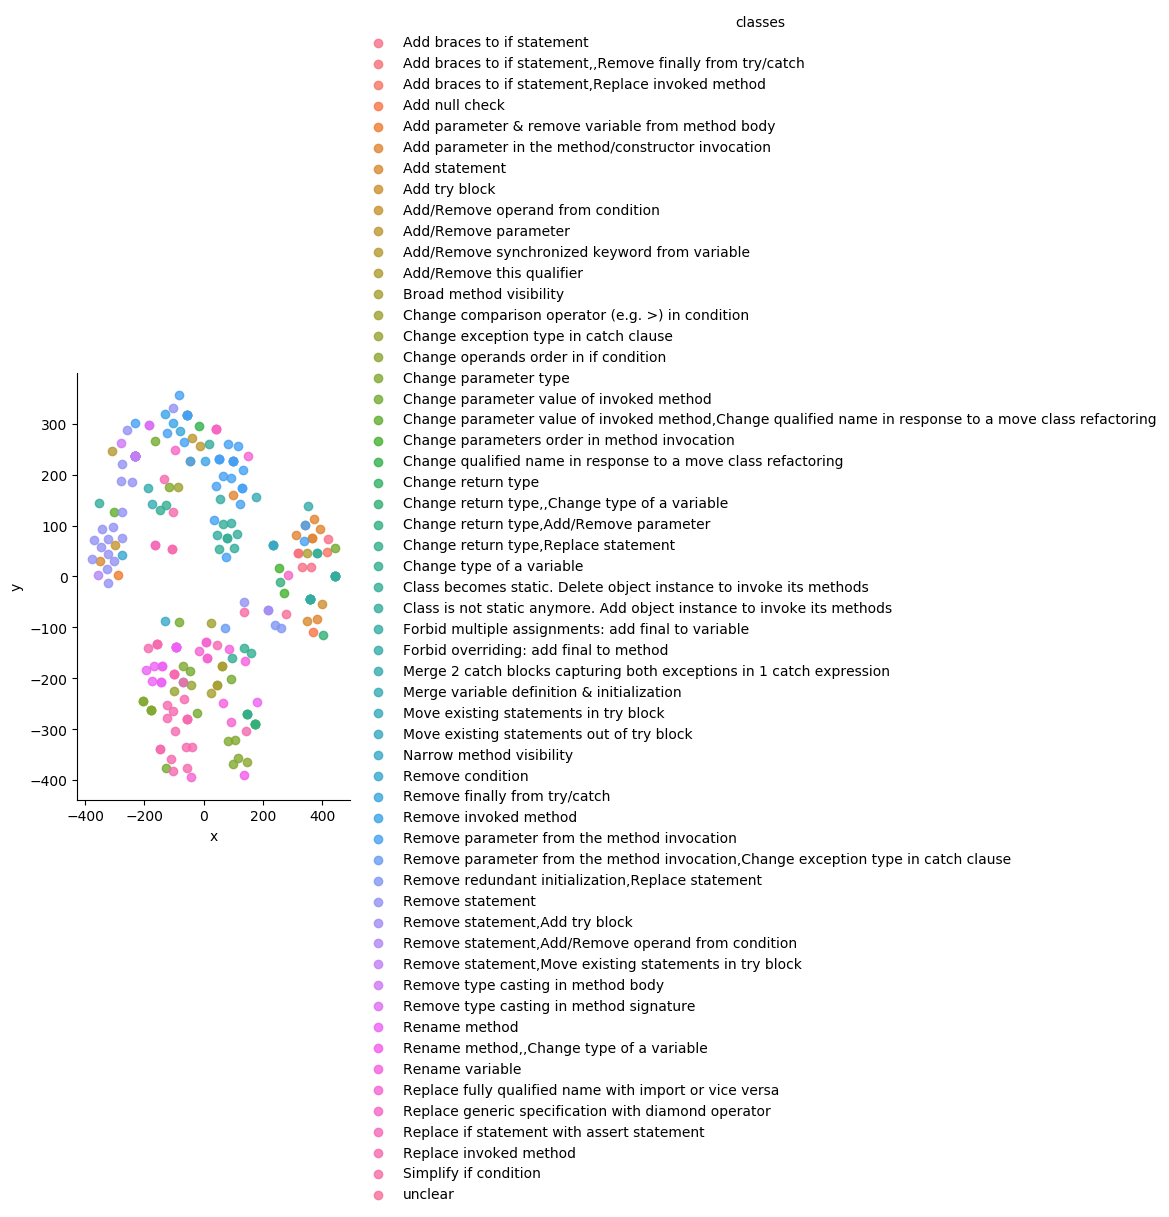 classes
Add braces to if statement
Add braces to if statement,,Remove finally from try/catch
Add braces to if statement,Replace invoked method
Add null check
Add parameter & remove variable from method body
Add parameter in the method/constructor invocation
Add statement
Add try block
Add/Remove operand from condition
Add/Remove parameter
Add/Remove synchronized keyword from variable
Add/Remove this qualifier
Broad method visibility
Change comparison operator (e.g. >) in condition
Change exception type in catch clause
Change operands order in if condition
Change parameter type
Change parameter value of invoked method
Change parameter value of invoked method,Change qualified name in response to a move class refactoring
Change parameters order in method invocation
Change qualified name in response to a move class refactoring
Change return type
Change return type,,Change type of a variable
Change return type,Add/Remove parameter
Change return type,Replace statement
Change type of a variable
Class becomes static. Delete object instance to invoke its methods
Class is not static anymore. Add object instance to invoke its methods
Forbid multiple assignments: add final to variable
Forbid overriding: add final to method
Merge 2 catch blocks capturing both exceptions in 1 catch expression
Merge variable definition & initialization
Move existing statements in try block
Move existing statements out of try block
Narrow method visibility
Remove condition
Remove finally from try/catch
Remove invoked method
Remove parameter from the method invocation
Remove parameter from the method invocation,Change exception type in catch clause
Remove redundant initialization,Replace statement
Remove statement
Remove statement,Add try block
Remove statement,Add/Remove operand from condition
Remove statement,Move existing statements in try block
Remove type casting in method body
Remove type casting in method signature
Rename method
Rename method,,Change type of a variable
Rename variable
Replace fully qualified name with import or vice versa
Replace generic specification with diamond operator
Replace if statement with assert statement
Replace invoked method
Simplify if condition
unclear
300
200
100
0
−100
−200
−300
−400
y
−400 −200 0 200 400
x